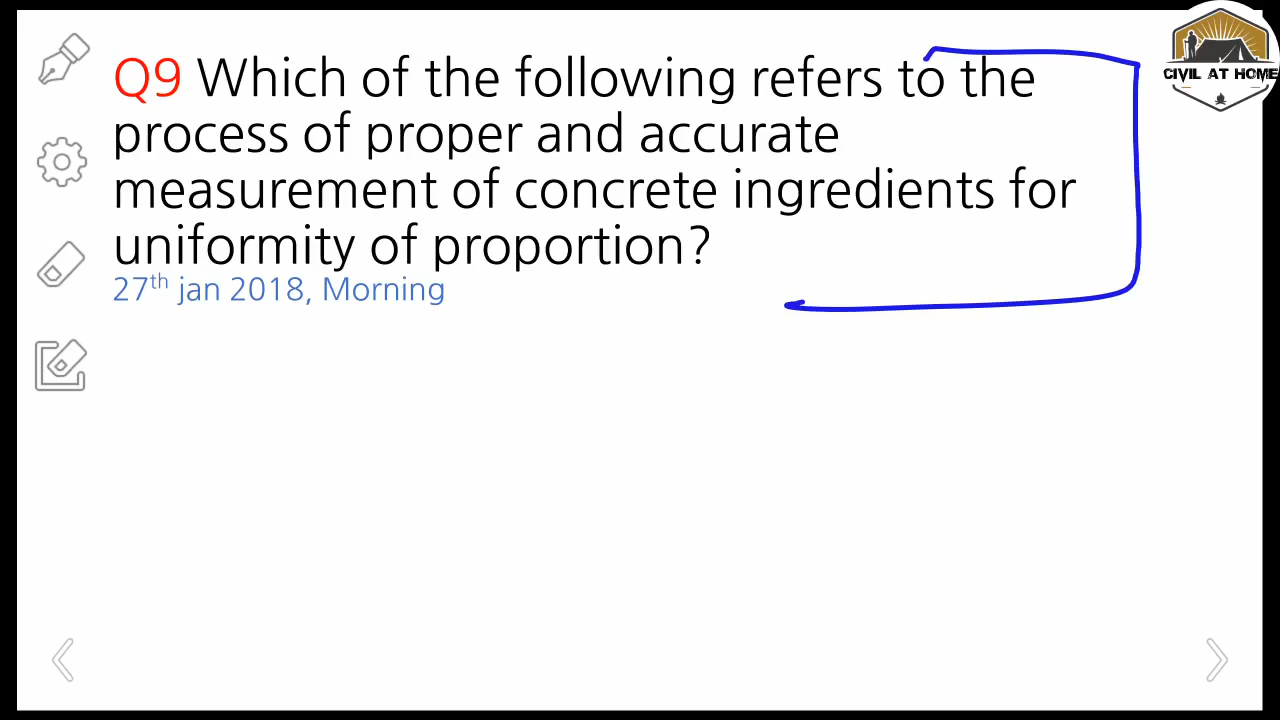 CIVIL AT HOME
Q9 Which of the following refers to the
process of proper and accurate
measurement of concrete ingredients for
uniformity of proportion?
27th jan 2018, Morning